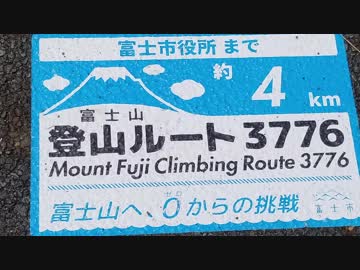 富士市役所 まで
約 4 km
富士山
登山ルート3776
Mount Fuji Climbing Route 3776
ゼロ
富士山へ、0からの挑戦
富士市